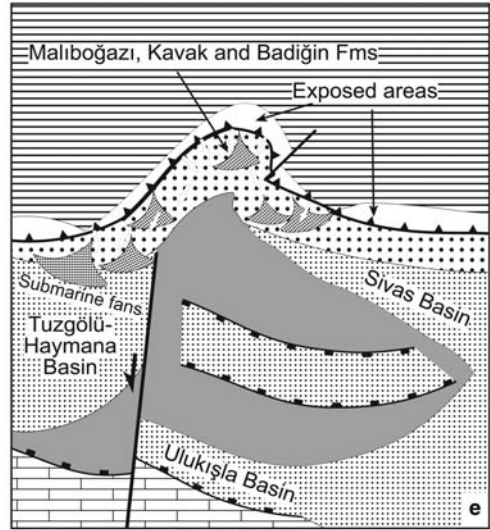 Malıboğazı, Kavak and Badiğin Fms
Exposed areas
Submarine fans
Sivas Basin
Tuzgölü-
Haymana
Basin
Ulukışla Basin
e